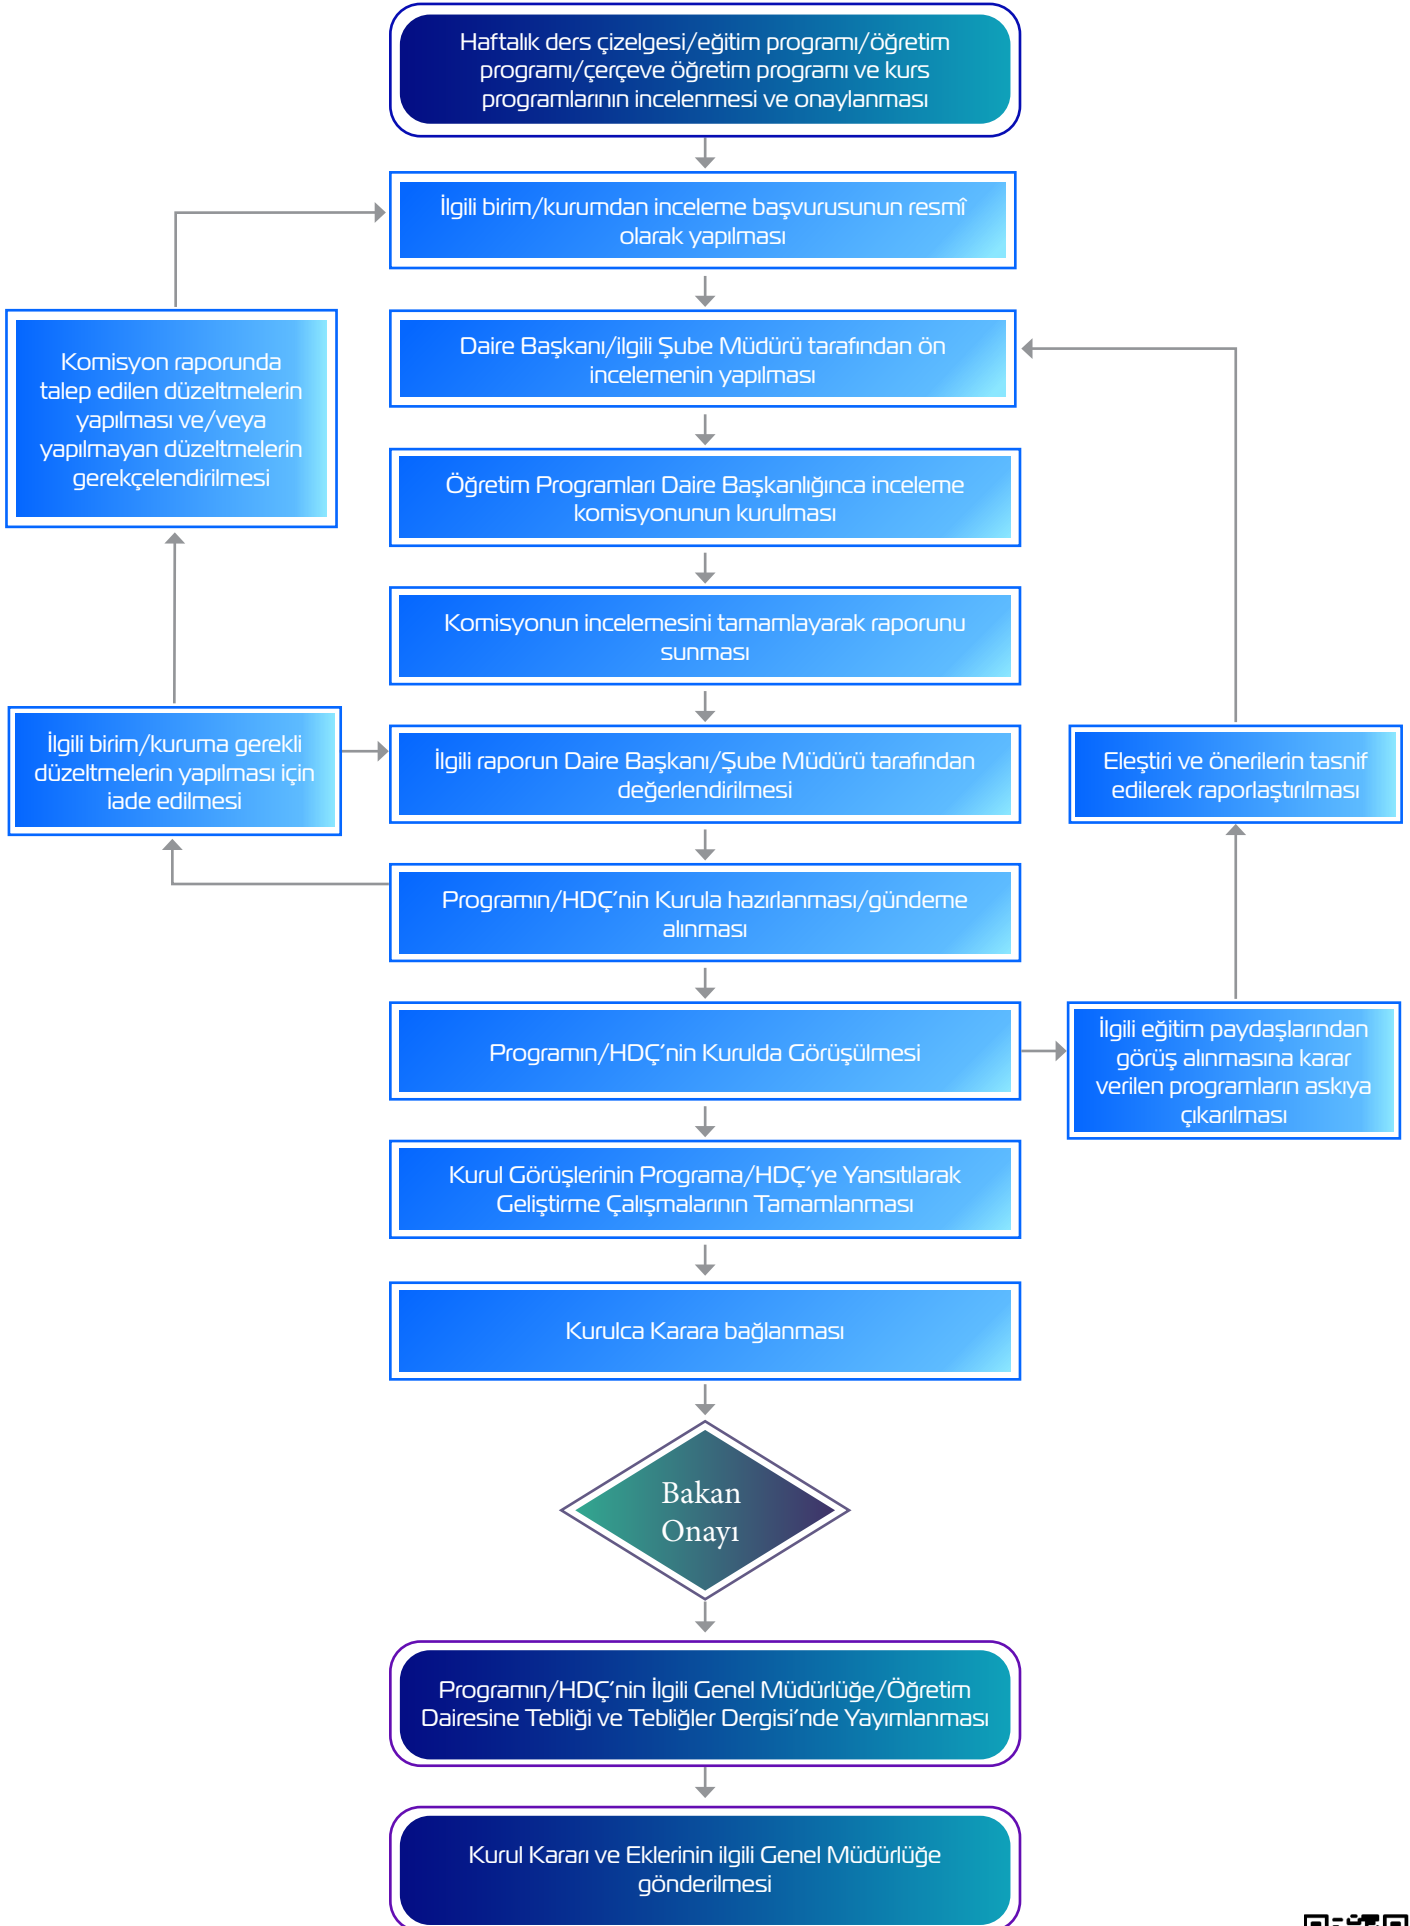 Haftalık ders çizelgesi/eğitim programı/öğretim
programı/çerçeve öğretim programı ve kurs
programlarının incelenmesi ve onaylanması
İlgili birim/kurumdan inceleme başvurusunun resmî
olarak yapılması
Daire Başkanı/ilgili Şube Müdürü tarafından ön
incelemenin yapılması
Komisyon raporunda
talep edilen düzeltmelerin
yapılması ve/veya
yapılmayan düzeltmelerin
gerekçelendirilmesi
Öğretim Programları Daire Başkanlığınca inceleme
komisyonunun kurulması
Komisyonun incelemesini tamamlayarak raporunu
sunması
İlgili birim/kuruma gerekli
düzeltmelerin yapılması için
iade edilmesi
İlgili raporun Daire Başkanı/Şube Müdürü tarafından
değerlendirilmesi
Eleştiri ve önerilerin tasnif
edilerek raporlaştırılması
Programın/HDÇ’nin Kurula hazırlanması/gündeme
alınması
Programın/HDÇ’nin Kurulda Görüşülmesi
İlgili eğitim paydaşlarından
görüş alınmasına karar
verilen programların askıya
çıkarılması
Kurul Görüşlerinin Programa/HDÇ’ye Yansıtılarak
Geliştirme Çalışmalarının Tamamlanması
Kurulca Karara bağlanması
Bakan
Onayı
Programın/HDÇ’nin İlgili Genel Müdürlüğe/Öğretim
Dairesine Tebliği ve Tebliğler Dergisi’nde Yayımlanması
Kurul Kararı ve Eklerinin ilgili Genel Müdürlüğe
gönderilmesi